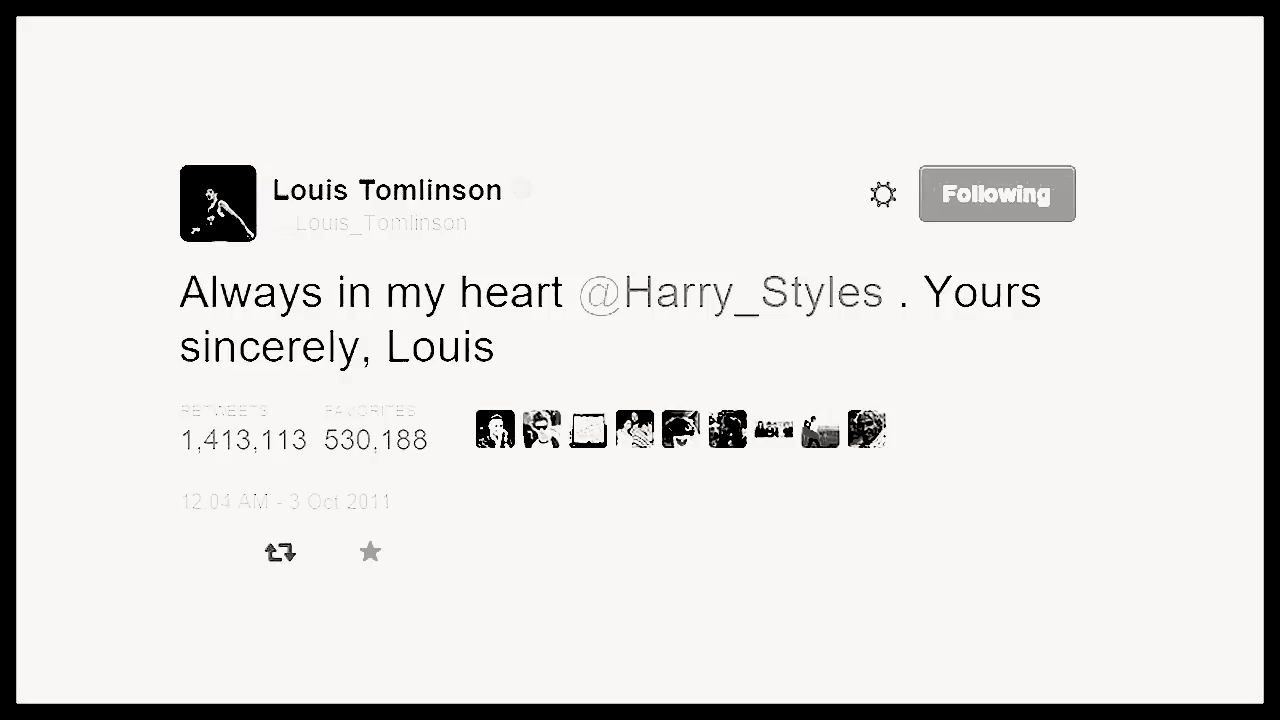 Louis Tomlinson
Louis_Tomlinson
Following
Always in my heart @Harry_Styles . Yours
sincerely, Louis
RETWEETS FAVORITES
1,413,113 530,188
12.04 AM - 3 Oct 2011